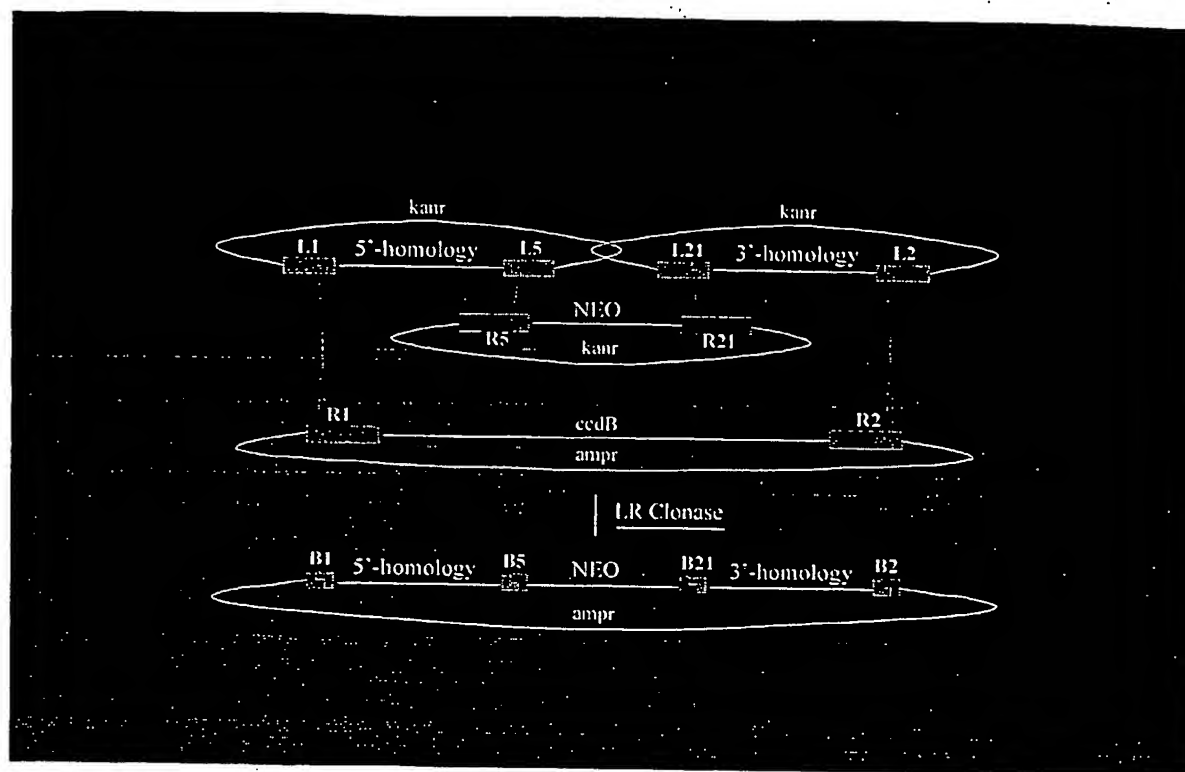 kanr kanr
L1 5'-homology L5 L21 3'-homology L2
NEO
R5 R21
kanr
R1 ccdB R2
ampr
LR Clonase
B1 5'-homology B5 NEO B21 3'-homology B2
ampr